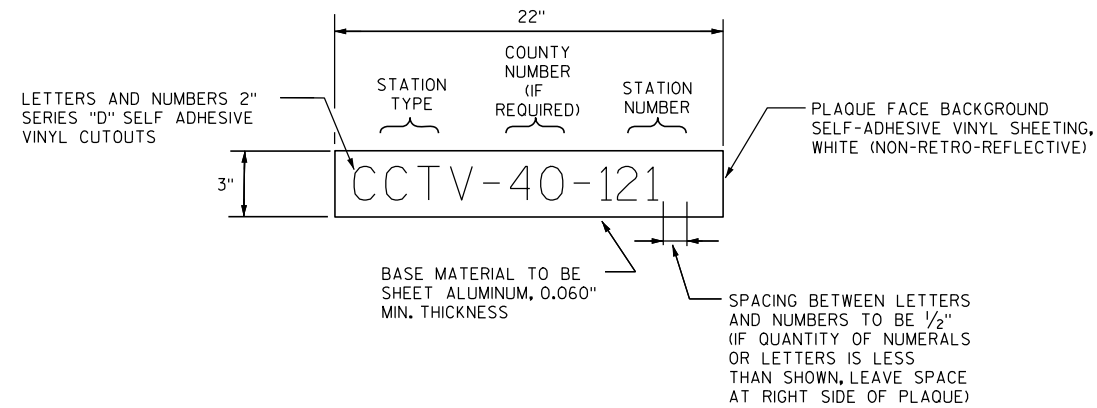 22"
STATION
TYPE
COUNTY
NUMBER
(IF
REQUIRED)
STATION
NUMBER
LETTERS AND NUMBERS 2"
SERIES "D" SELF ADHESIVE
VINYL CUTOUTS
PLAQUE FACE BACKGROUND
SELF-ADHESIVE VINYL SHEETING,
WHITE (NON-RETRO-REFLECTIVE)
3"
CCTV-40-121
BASE MATERIAL TO BE
SHEET ALUMINUM, 0.060"
MIN. THICKNESS
SPACING BETWEEN LETTERS
AND NUMBERS TO BE 1/2"
(IF QUANTITY OF NUMERALS
OR LETTERS IS LESS
THAN SHOWN, LEAVE SPACE
AT RIGHT SIDE OF PLAQUE)